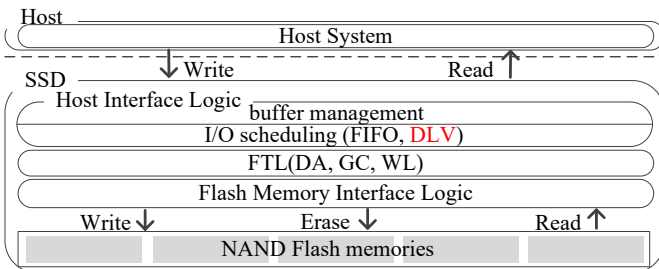 Host
Host System
Write Read
SSD
Host Interface Logic
buffer management
I/O scheduling (FIFO, DLV)
FTL(DA, GC, WL)
Flash Memory Interface Logic
Write Erase Read
NAND Flash memories